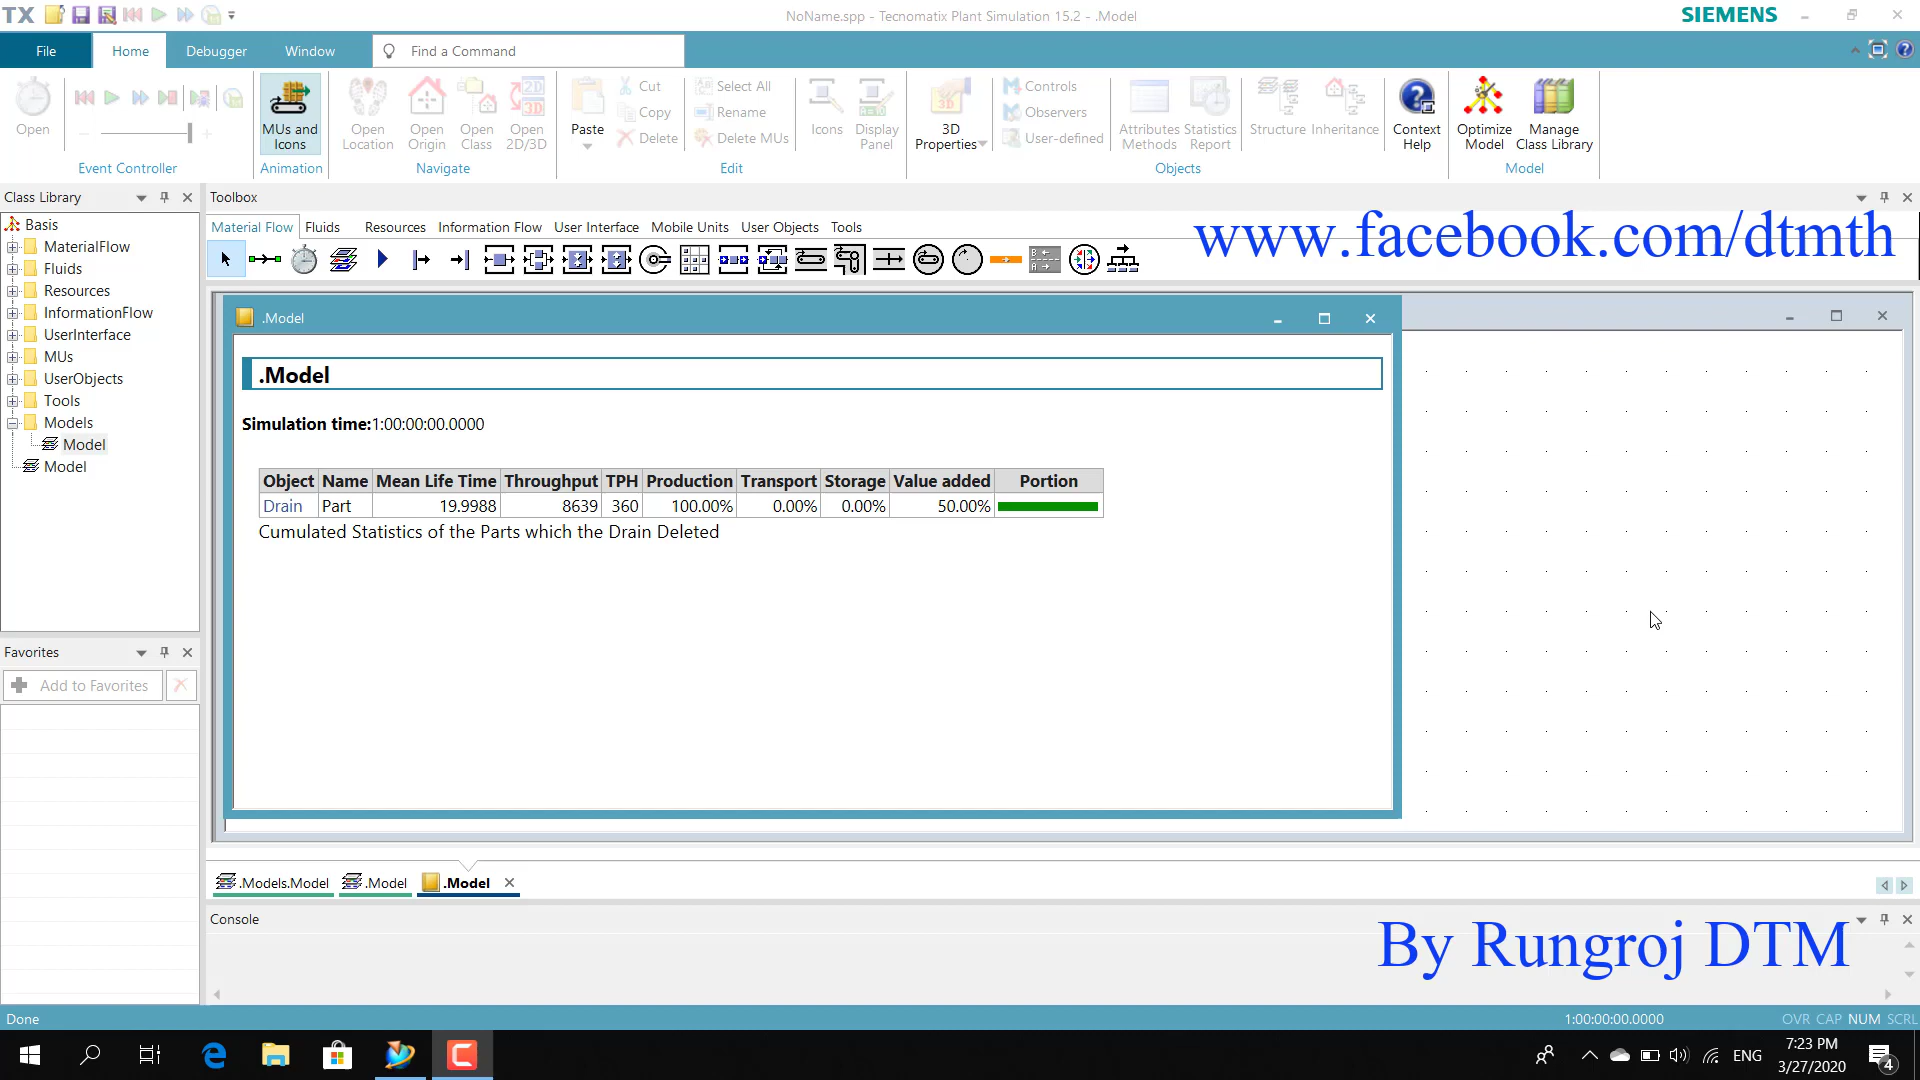 TX
NoName.spp - Tecnomatix Plant Simulation 15.2 - .Model
SIEMENS
File
Home
Debugger
Window
Find a Command
Open
Event Controller
MUs and
Icons
Animation
Open
Location
Open
Origin
Open
Class
2D
3D
Open
2D/3D
Navigate
Paste
Cut
Copy
Delete
Select All
Rename
Delete MUs
Edit
Icons
Display
Panel
3D
Properties
Controls
Observers
User-defined
Attributes
Methods
Statistics
Report
Structure
Inheritance
Objects
Context
Help
Optimize
Model
Manage
Class Library
Model
Class Library
Basis
MaterialFlow
Fluids
Resources
InformationFlow
UserInterface
MUs
UserObjects
Tools
Models
Model
Model
Favorites
Add to Favorites
Toolbox
Material Flow
Fluids
Resources
Information Flow
User Interface
Mobile Units
User Objects
Tools
www.facebook.com/dtmth
.Model
.Model
Simulation time:1:00:00:00.0000
Object Name Mean Life Time Throughput TPH Production Transport Storage Value added Portion
Drain Part 19.9988 8639 360 100.00% 0.00% 0.00% 50.00%
Cumulated Statistics of the Parts which the Drain Deleted
.Models.Model
.Model
.Model
Console
By Rungroj DTM
Done
1:00:00:00.0000
OVR CAP NUM SCRL
ENG
7:23 PM
3/27/2020
4